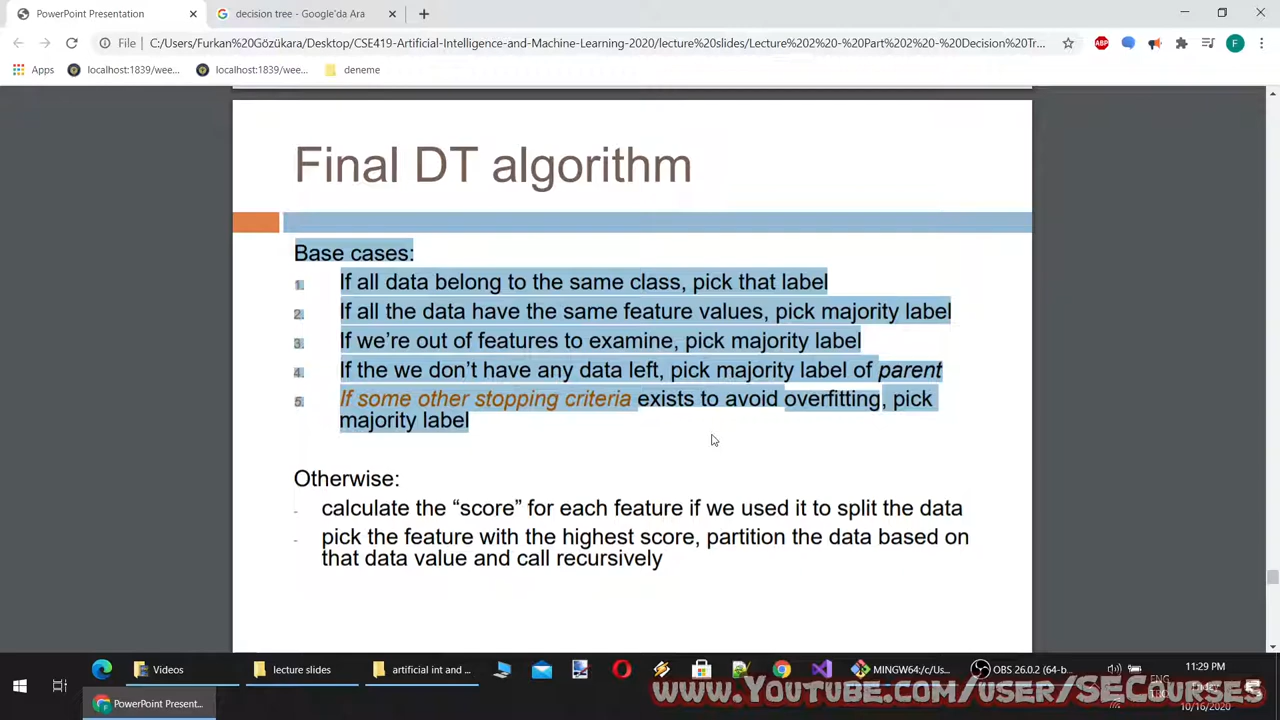 PowerPoint Presentation
decision tree - Google'da Ara
File
C:/Users/Furkan%20Gözükara/Desktop/CSE419.Artificial-Intelligence-and-Machine-Learning-2020/lecture%20slides/Lecture%202%20-%20Part%202%20-%20Decision%20Tr...
Apps
localhost:1839/wee...
localhost:1839/wee...
deneme
Final DT algorithm
Base cases:
1. If all data belong to the same class, pick that label
2. If all the data have the same feature values, pick majority label
3. If we're out of features to examine, pick majority label
4. If the we don't have any data left, pick majority label of parent
5. If some other stopping criteria exists to avoid overfitting, pick
majority label
Otherwise:
- calculate the “score” for each feature if we used it to split the data
- pick the feature with the highest score, partition the data based on
that data value and call recursively
Videos
lecture slides
artificial int and ...
MINGW64:/c/Us...
OBS 26.0.2 (64-b...
ENG
11:29 PM
10/16/2020
PowerPoint Present...
www.Youtube.com/user/SECourses